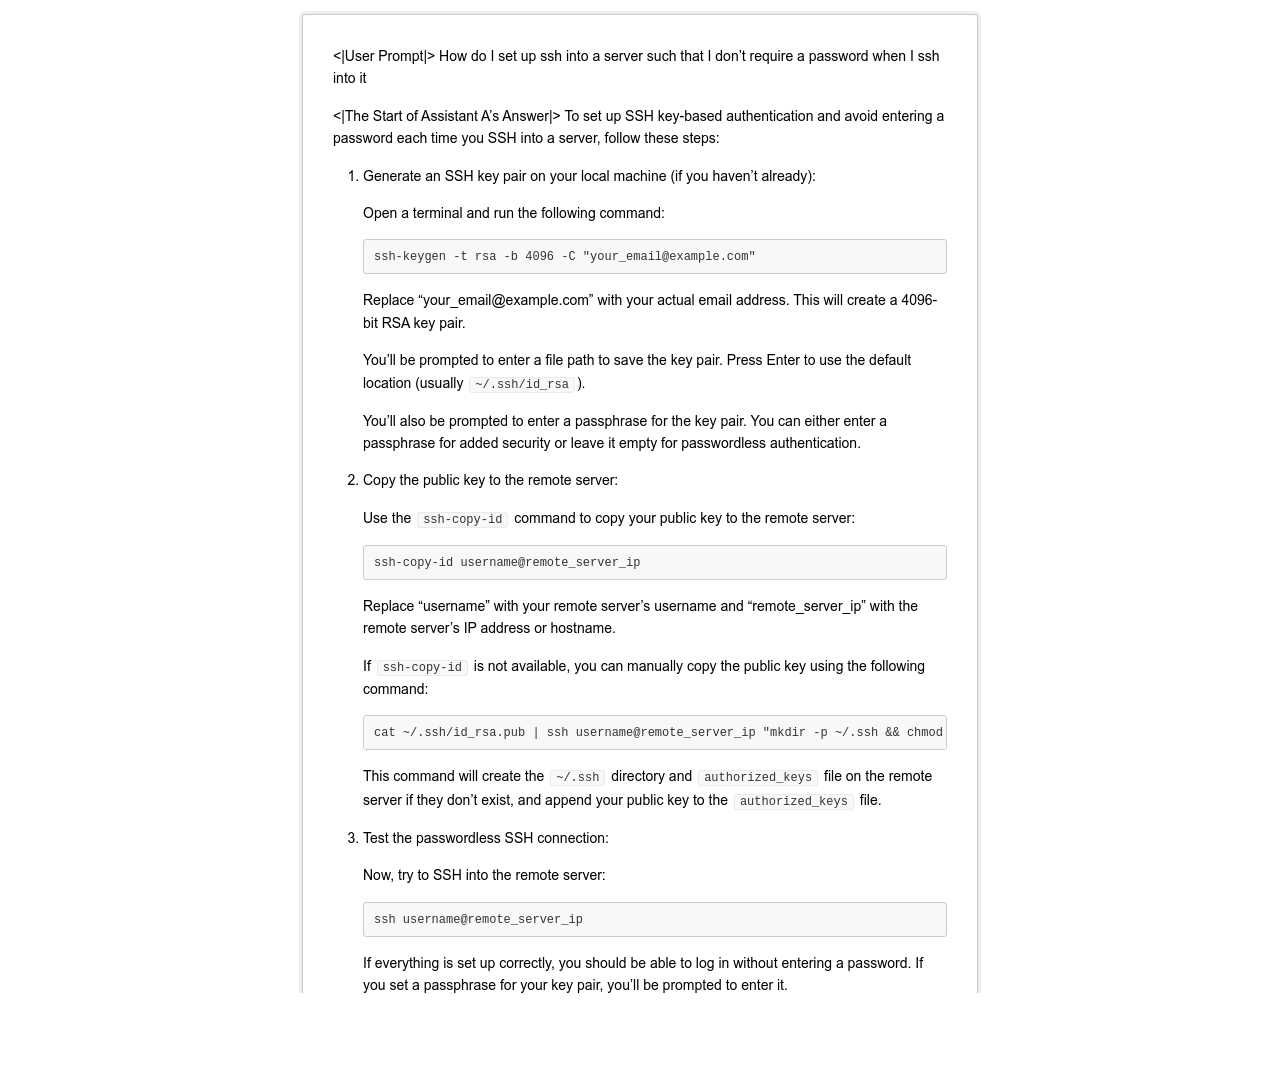 <|User Prompt|> How do I set up ssh into a server such that I don’t require a password when I ssh
into it
<|The Start of Assistant A’s Answer|> To set up SSH key-based authentication and avoid entering a
password each time you SSH into a server, follow these steps:
1. Generate an SSH key pair on your local machine (if you haven’t already):
Open a terminal and run the following command:
ssh-keygen -t rsa -b 4096 -C "your_email@example.com"
Replace “your_email@example.com” with your actual email address. This will create a 4096-
bit RSA key pair.
You’ll be prompted to enter a file path to save the key pair. Press Enter to use the default
location (usually ~/.ssh/id_rsa ).
You’ll also be prompted to enter a passphrase for the key pair. You can either enter a
passphrase for added security or leave it empty for passwordless authentication.
2. Copy the public key to the remote server:
Use the ssh-copy-id command to copy your public key to the remote server:
ssh-copy-id username@remote_server_ip
Replace “username” with your remote server’s username and “remote_server_ip” with the
remote server’s IP address or hostname.
If ssh-copy-id is not available, you can manually copy the public key using the following
command:
cat ~/.ssh/id_rsa.pub | ssh username@remote_server_ip "mkdir -p ~/.ssh && chmod
This command will create the ~/.ssh directory and authorized_keys file on the remote
server if they don’t exist, and append your public key to the authorized_keys file.
3. Test the passwordless SSH connection:
Now, try to SSH into the remote server:
ssh username@remote_server_ip
If everything is set up correctly, you should be able to log in without entering a password. If
you set a passphrase for your key pair, you’ll be prompted to enter it.